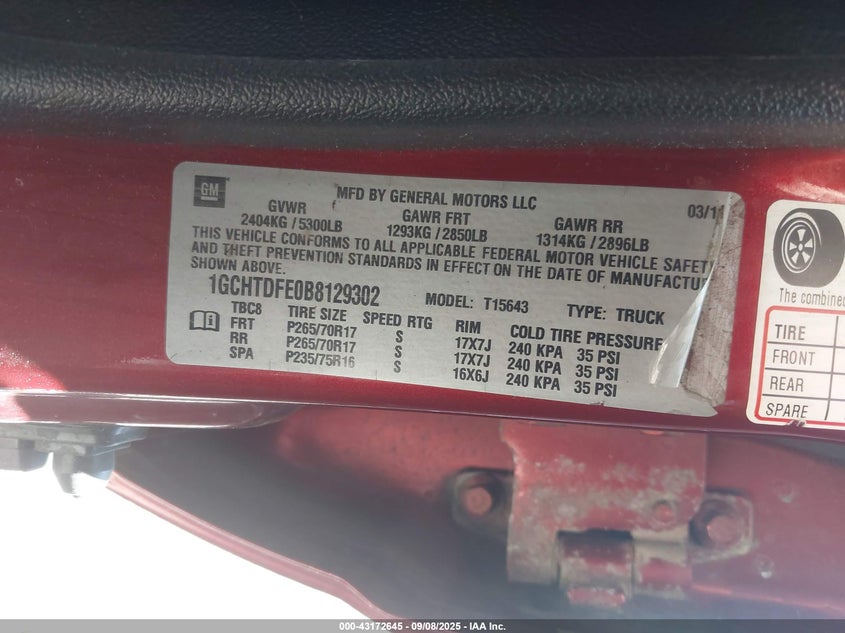 GM
MFD BY GENERAL MOTORS LLC
03/11
GVWR GAWR FRT GAWR RR
2404KG / 5300LB 1293KG / 2850LB 1314KG / 2896LB
THIS VEHICLE CONFORMS TO ALL APPLICABLE FEDERAL MOTOR VEHICLE SAFETY
AND THEFT PREVENTION STANDARDS IN EFFECT ON THE DATE OF MANUFACTUR
SHOWN ABOVE.
1GCHTDFE0B8129302 MODEL: T15643 TYPE: TRUCK
TBC8 TIRE SIZE SPEED RTG RIM COLD TIRE PRESSURE
FRT P265/70R17 S 17X7J 240 KPA 35 PSI
RR P265/70R17 S 17X7J 240 KPA 35 PSI
SPA P235/75R16 S 16X6J 240 KPA 35 PSI
The combined
TIRE
FRONT
REAR
SPARE
000-43172645 - 09/08/2025 - IAA Inc.